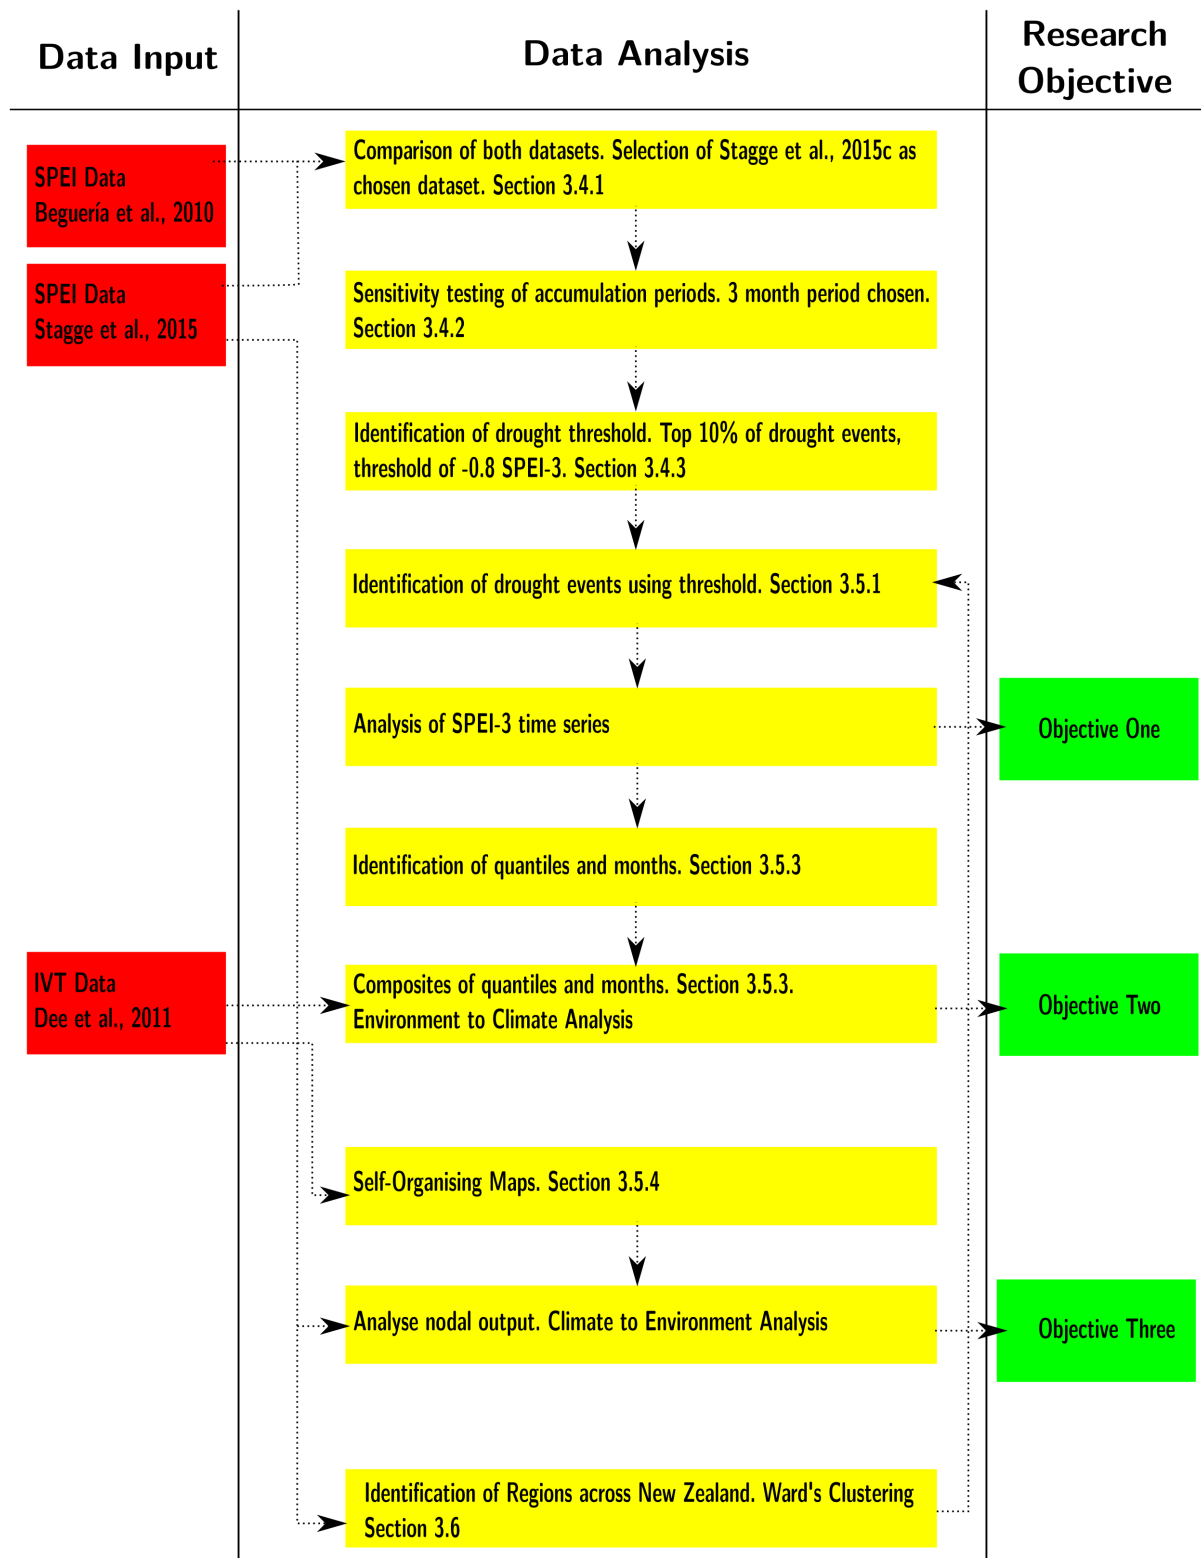 Data Input
Data Analysis
Research
Objective
SPEI Data
Beguería et al., 2010
Comparison of both datasets. Selection of Stagge et al., 2015c as
chosen dataset. Section 3.4.1
SPEI Data
Stagge et al., 2015
Sensitivity testing of accumulation periods. 3 month period chosen.
Section 3.4.2
Identification of drought threshold. Top 10% of drought events,
threshold of -0.8 SPEI-3. Section 3.4.3
Identification of drought events using threshold. Section 3.5.1
Analysis of SPEI-3 time series
Objective One
Identification of quantiles and months. Section 3.5.3
IVT Data
Dee et al., 2011
Composites of quantiles and months. Section 3.5.3.
Environment to Climate Analysis
Objective Two
Self-Organising Maps. Section 3.5.4
Analyse nodal output. Climate to Environment Analysis
Objective Three
Identification of Regions across New Zealand. Ward's Clustering
Section 3.6